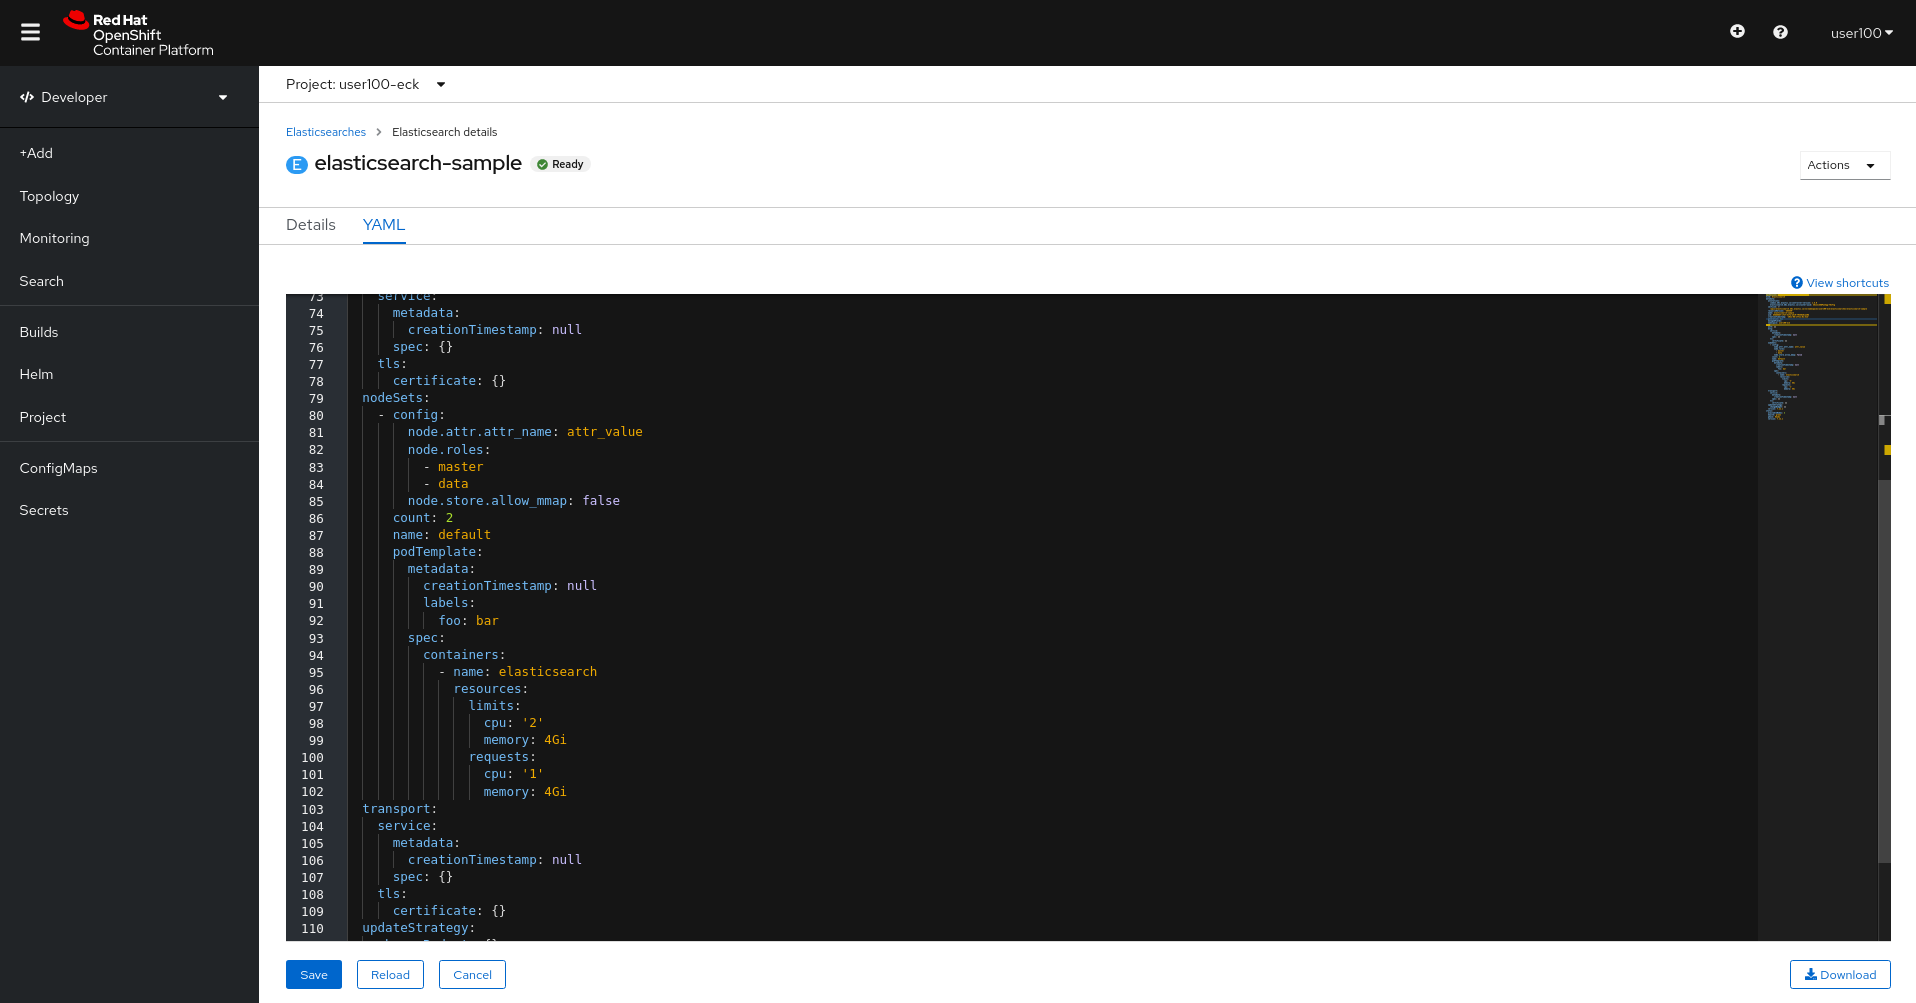 Red Hat
OpenShift
Container Platform
user100
Developer
+Add
Topology
Monitoring
Search
Builds
Helm
Project
ConfigMaps
Secrets
Project: user100-eck
Elasticsearches > Elasticsearch details
E elasticsearch-sample Ready
Actions
Details YAML
View shortcuts
73 service:
74 metadata:
75 creationTimestamp: null
76 spec: {}
77 tls:
78 certificate: {}
79 nodeSets:
80 - config:
81 node.attr.attr_name: attr_value
82 node.roles:
83 - master
84 - data
85 node.store.allow_mmap: false
86 count: 2
87 name: default
88 podTemplate:
89 metadata:
90 creationTimestamp: null
91 labels:
92 foo: bar
93 spec:
94 containers:
95 - name: elasticsearch
96 resources:
97 limits:
98 cpu: '2'
99 memory: 4Gi
100 requests:
101 cpu: '1'
102 memory: 4Gi
103 transport:
104 service:
105 metadata:
106 creationTimestamp: null
107 spec: {}
108 tls:
109 certificate: {}
110 updateStrategy:
Save Reload Cancel Download